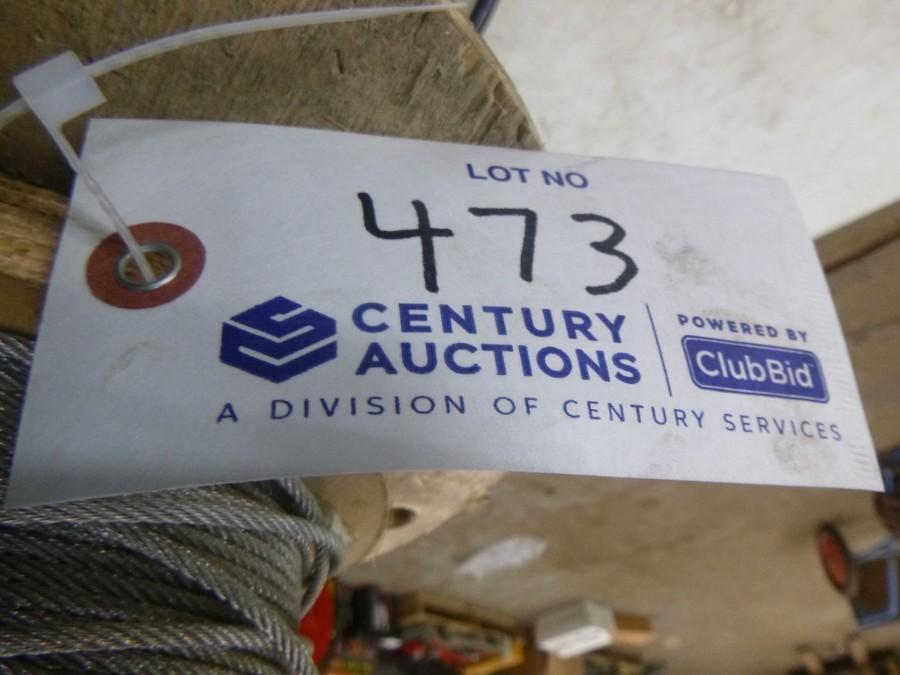 LOT NO
473
CENTURY
AUCTIONS
POWERED BY
ClubBid
A DIVISION OF CENTURY SERVICES